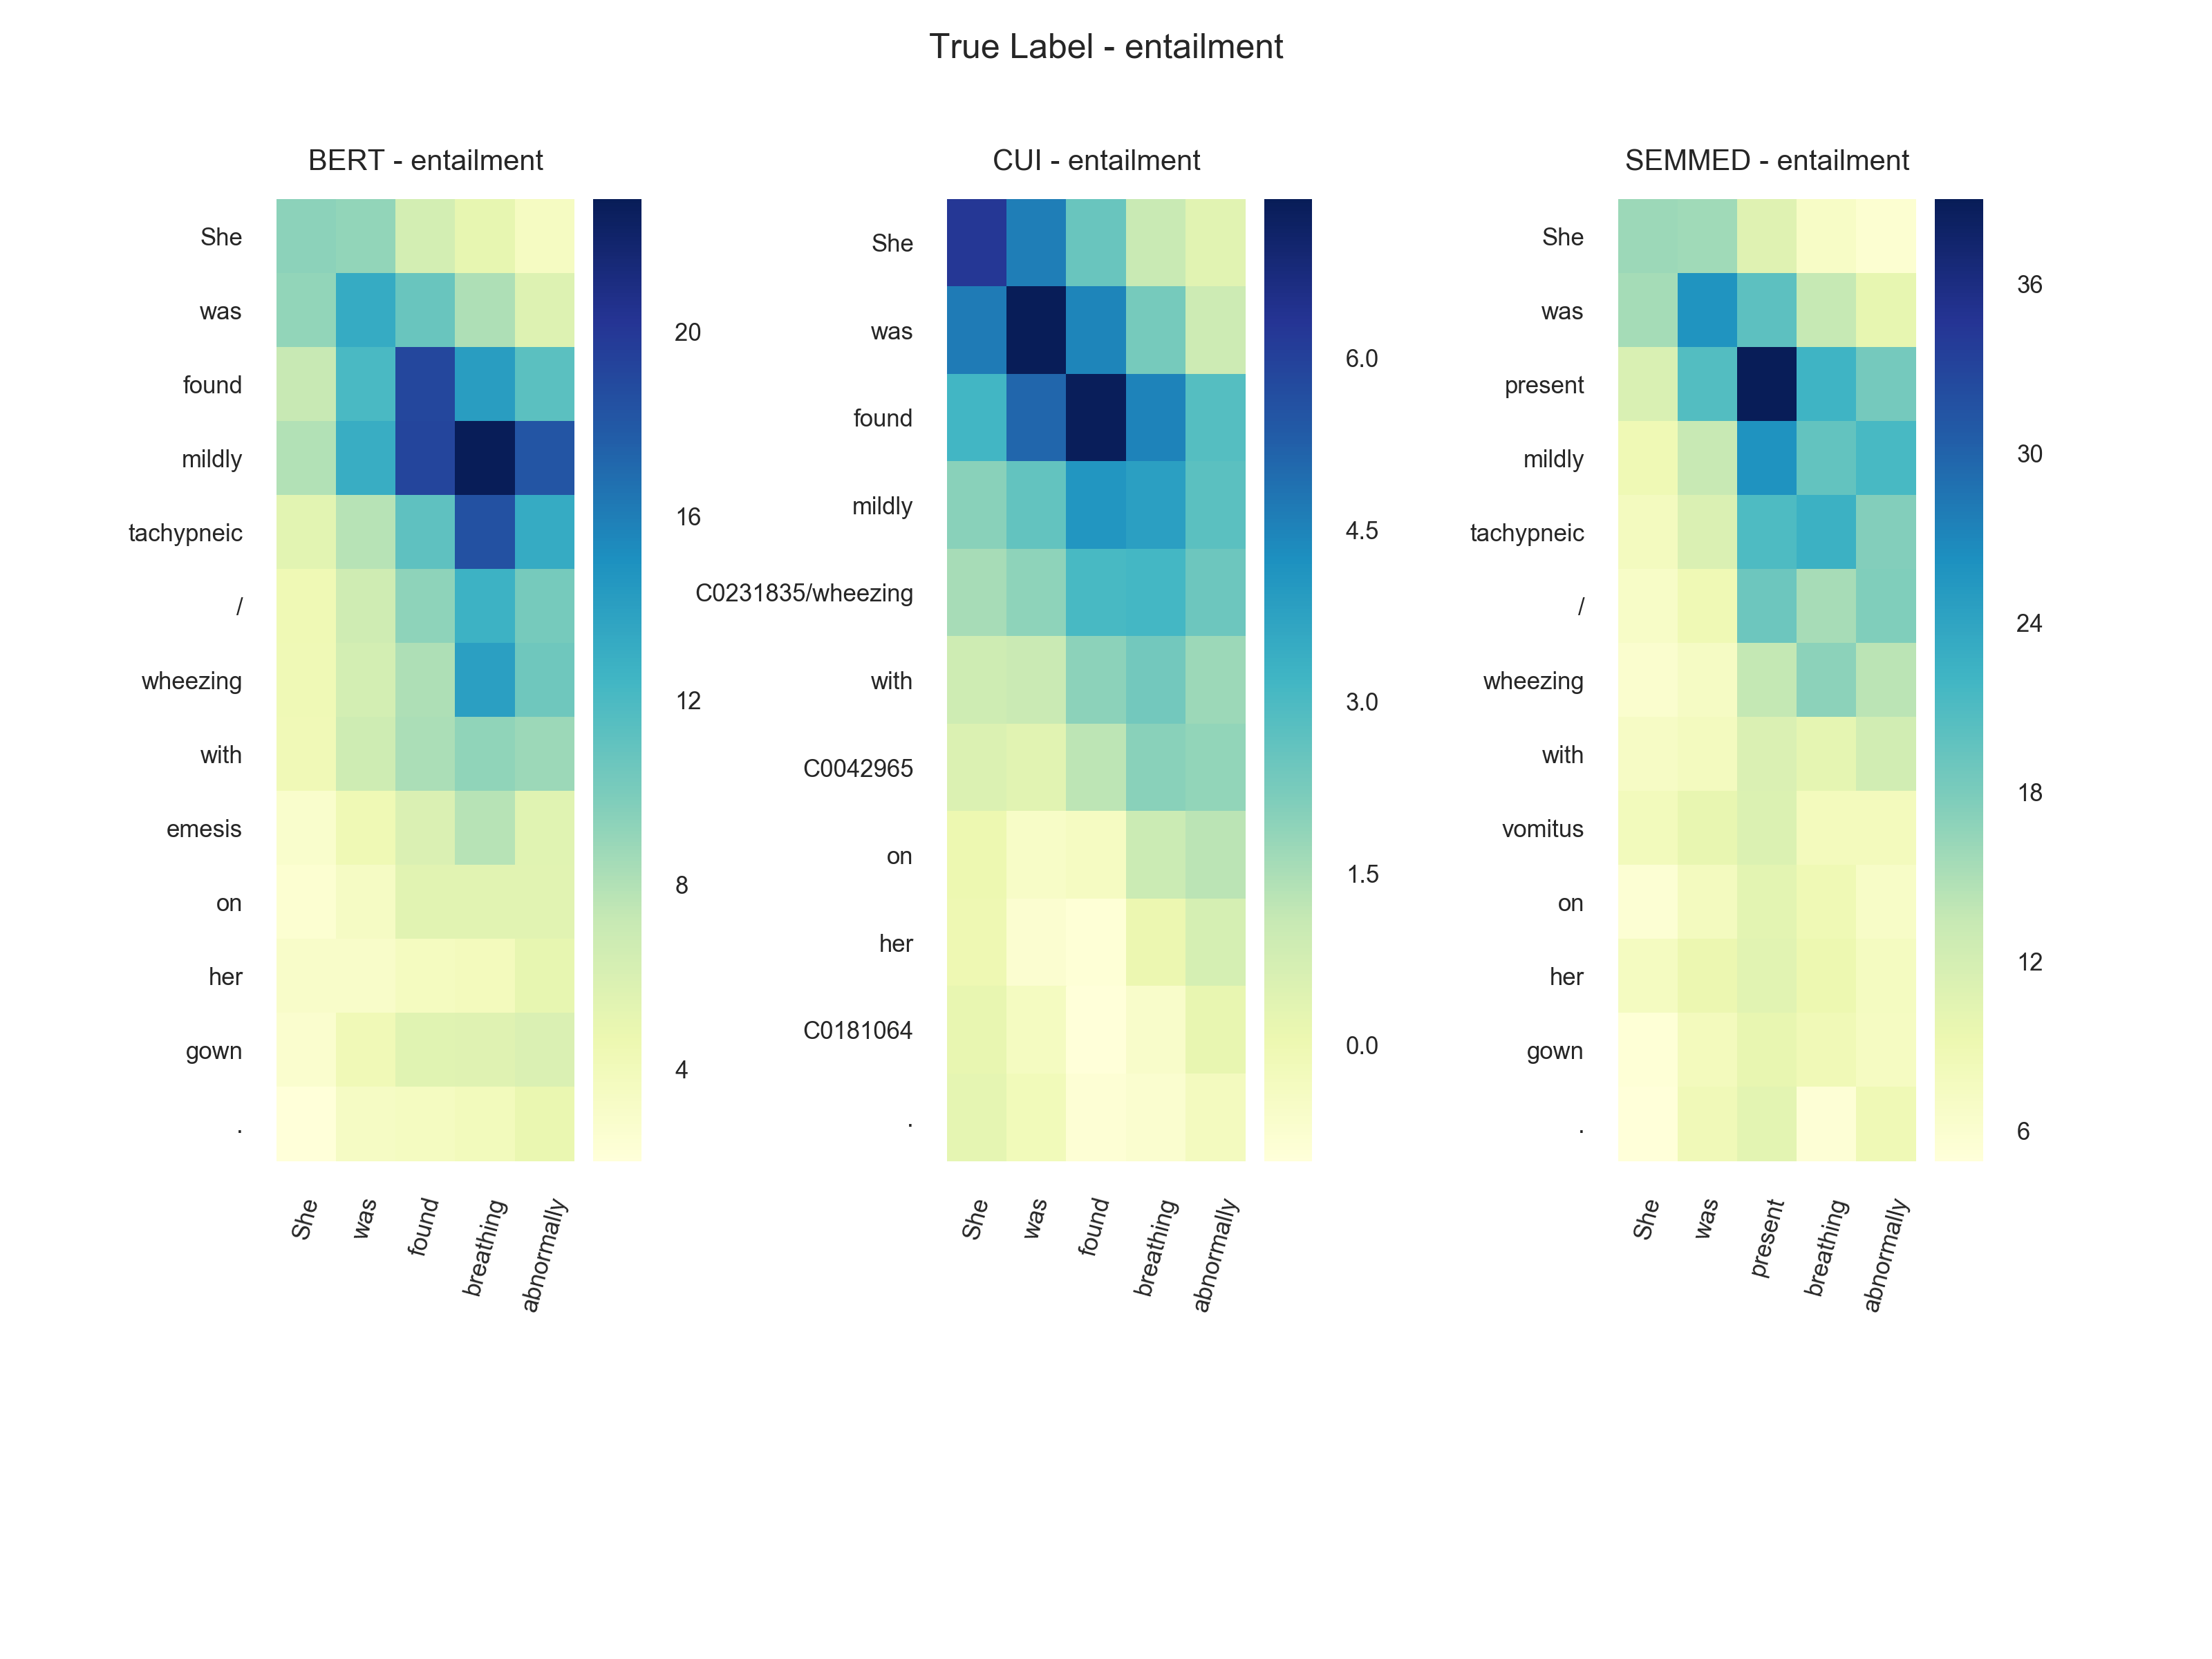 True Label - entailment
BERT - entailment
She
was
found
mildly
tachypneic
/
wheezing
with
emesis
on
her
gown
.
20
16
12
8
4
She
was
found
breathing
abnormally
CUI - entailment
She
was
found
mildly
C0231835/wheezing
with
C0042965
on
her
C0181064
.
6.0
4.5
3.0
1.5
0.0
She
was
found
breathing
abnormally
SEMMED - entailment
She
was
present
mildly
tachypneic
/
wheezing
with
vomitus
on
her
gown
.
36
30
24
18
12
6
She
was
present
breathing
abnormally